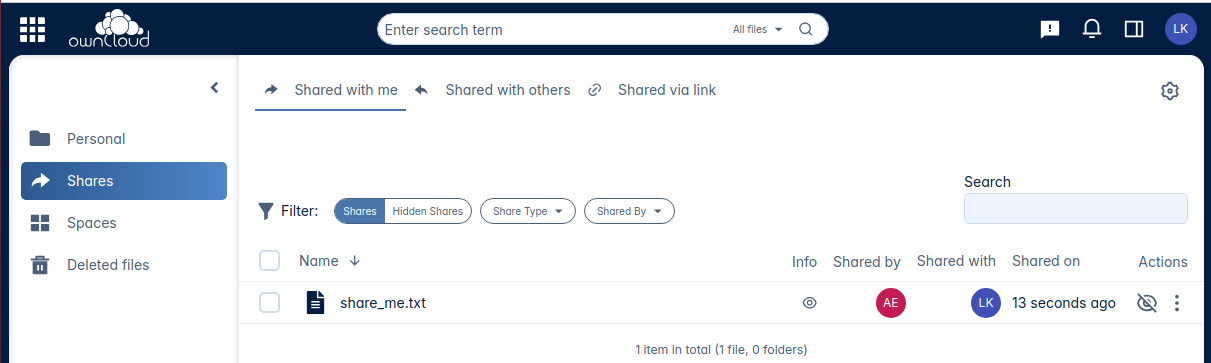 ownCloud
Enter search term
All files
LK
Shared with me
Shared with others
Shared via link
Personal
Shares
Spaces
Deleted files
Search
Filter:
Shares
Hidden Shares
Share Type
Shared By
Name
Info
Shared by
Shared with
Shared on
Actions
share_me.txt
AE
LK
13 seconds ago
1 item in total (1 file, 0 folders)